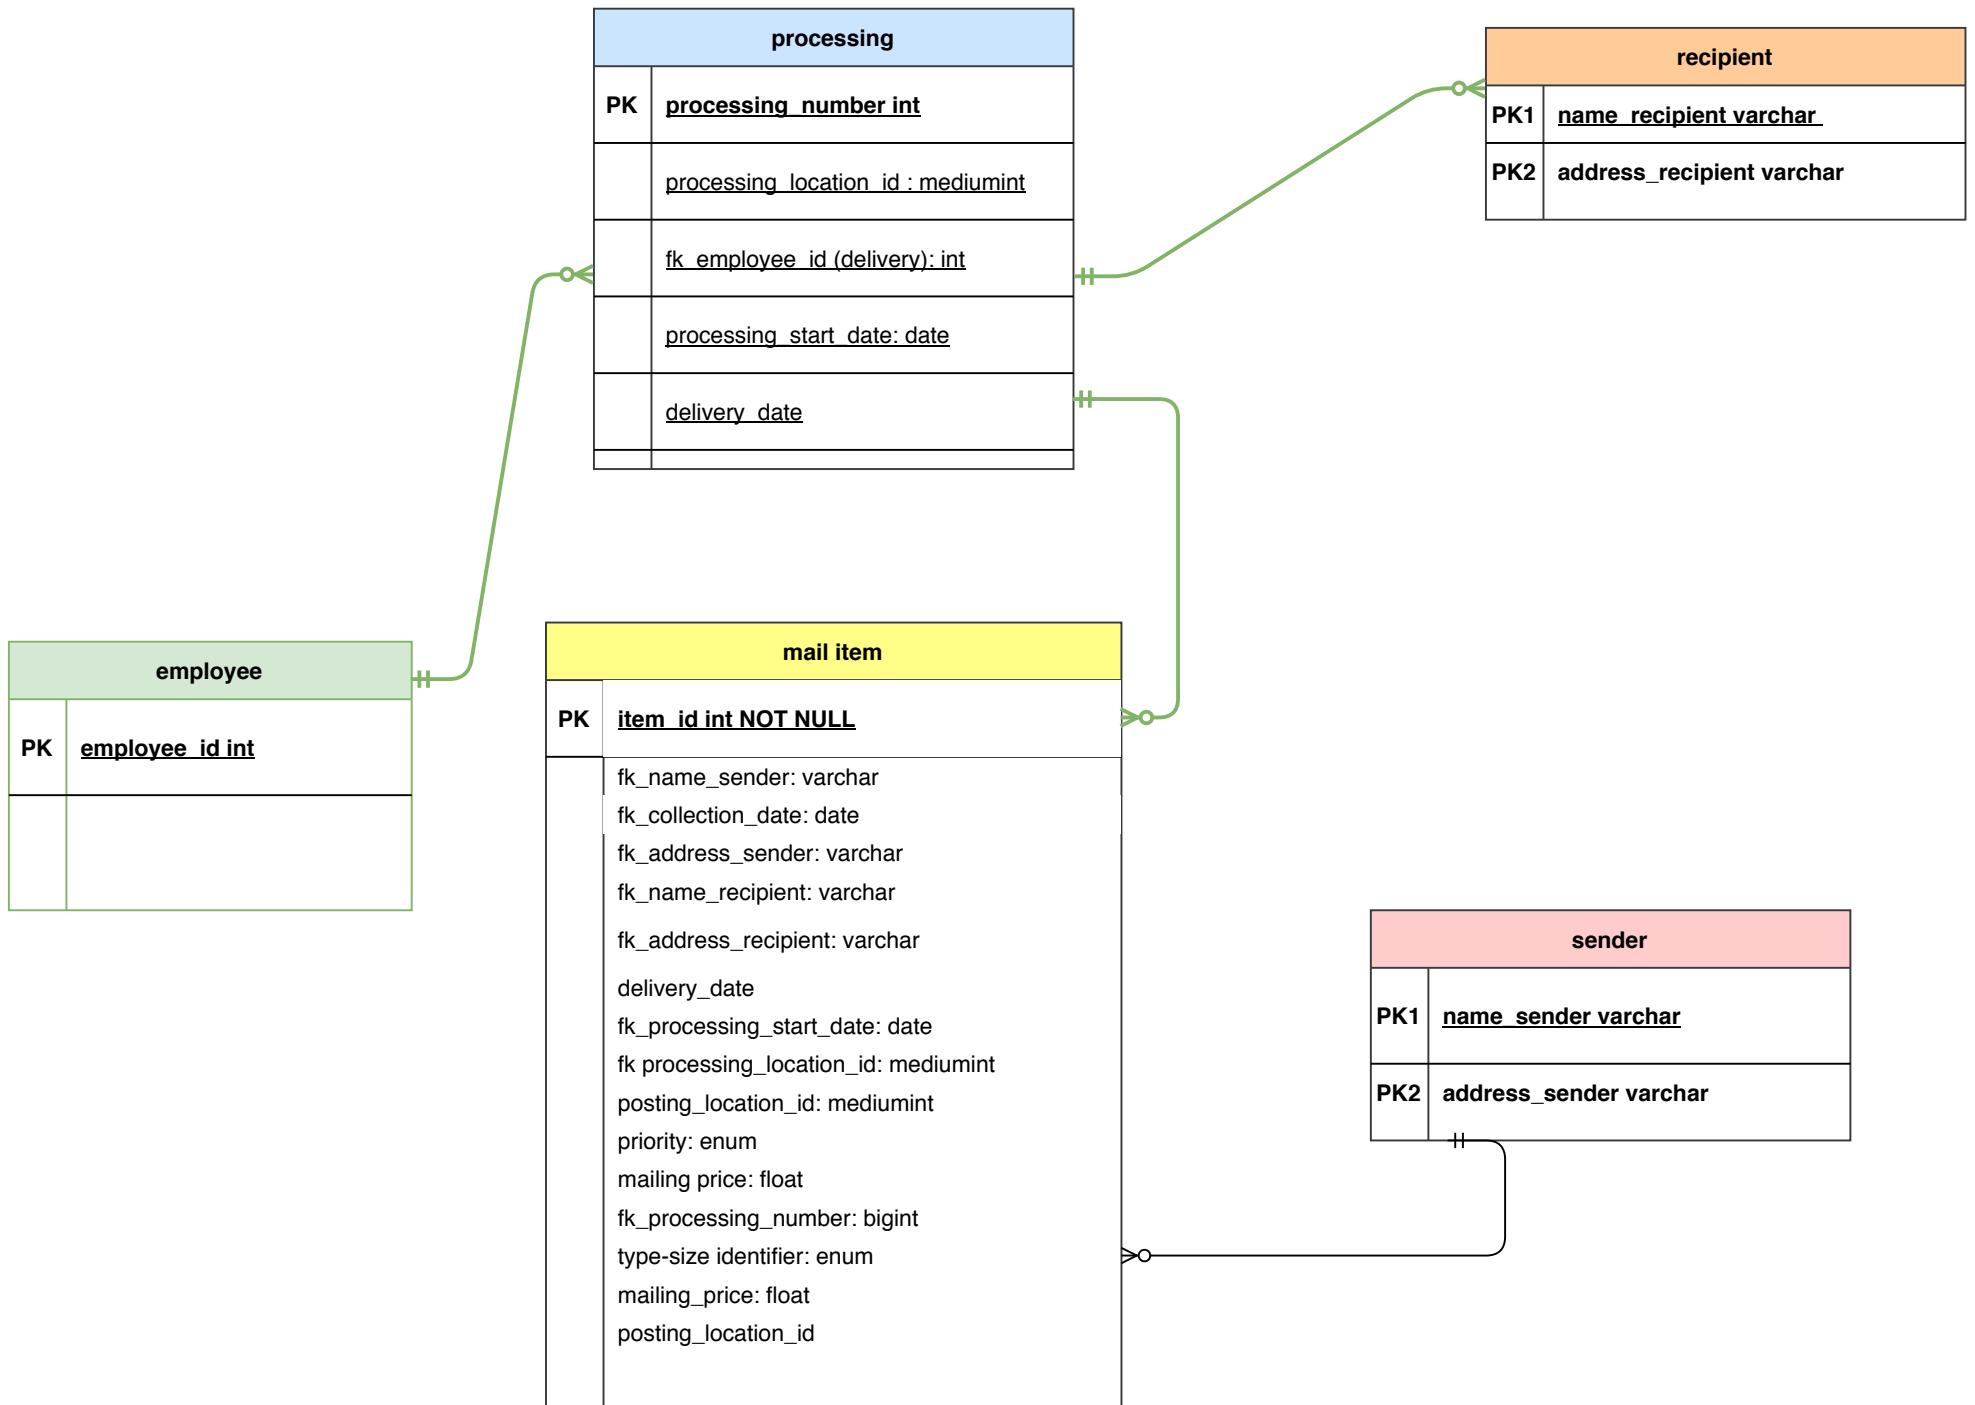 processing
PK processing_number int
processing_location_id : mediumint
fk_employee_id (delivery): int
processing_start_date: date
delivery_date
recipient
PK1 name_recipient varchar
PK2 address_recipient varchar
employee
PK employee_id int
mail item
PK item_id int NOT NULL
fk_name_sender: varchar
fk_collection_date: date
fk_address_sender: varchar
fk_name_recipient: varchar
fk_address_recipient: varchar
delivery_date
fk_processing_start_date: date
fk processing_location_id: mediumint
posting_location_id: mediumint
priority: enum
mailing price: float
fk_processing_number: bigint
type-size identifier: enum
mailing_price: float
posting_location_id
sender
PK1 name_sender varchar
PK2 address_sender varchar